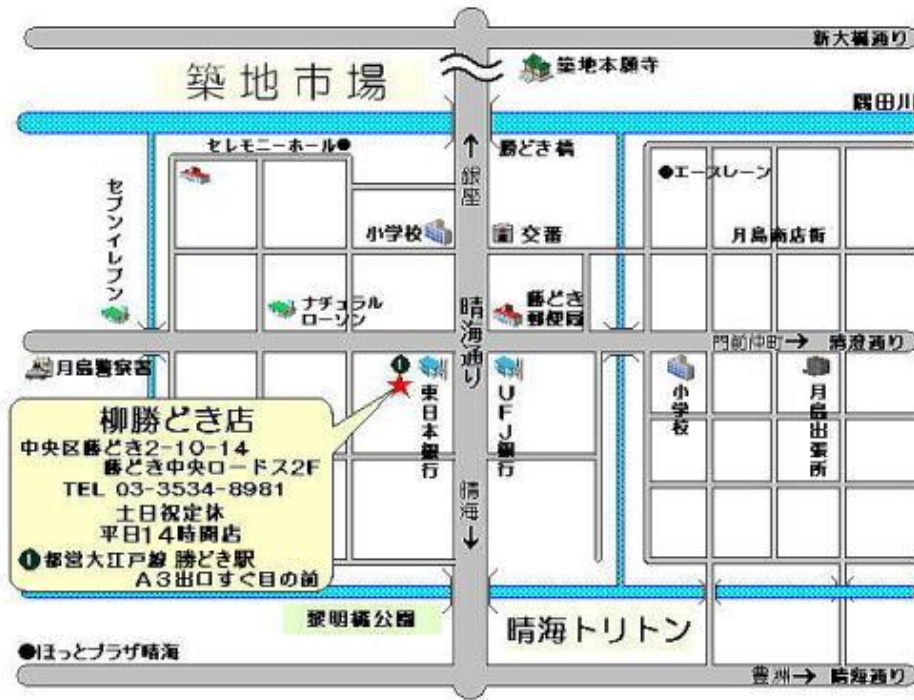 新大橋通り
築地市場
築地本願寺
隅田川
セレモニーホール
勝どき橋
↑
銀座
エースレーン
セブンイレブン
小学校
交番
月島商店街
ナチュラル
ローソン
晴海通り
勝どき
郵便局
門前仲町→ 清澄通り
月島警察署
東日本銀行
UFJ銀行
小学校
月島出張所
柳勝どき店
中央区勝どき2-10-14
勝どき中央ロードス2F
TEL 03-3534-8981
土日祝定休
平日14時開店
都営大江戸線 勝どき駅
A3出口すぐ目の前
晴海
↓
黎明橋公園
晴海トリトン
ほっとプラザ晴海
豊洲→ 晴海通り